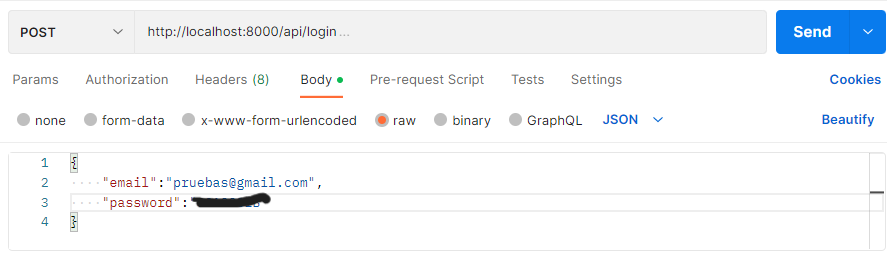 POST http://localhost:8000/api/login... Send
Params Authorization Headers (8) Body Pre-request Script Tests Settings Cookies
none form-data x-www-form-urlencoded raw binary GraphQL JSON Beautify
1 {
2 ····"email":"pruebas@gmail.com",
3 ····"password":
4 }